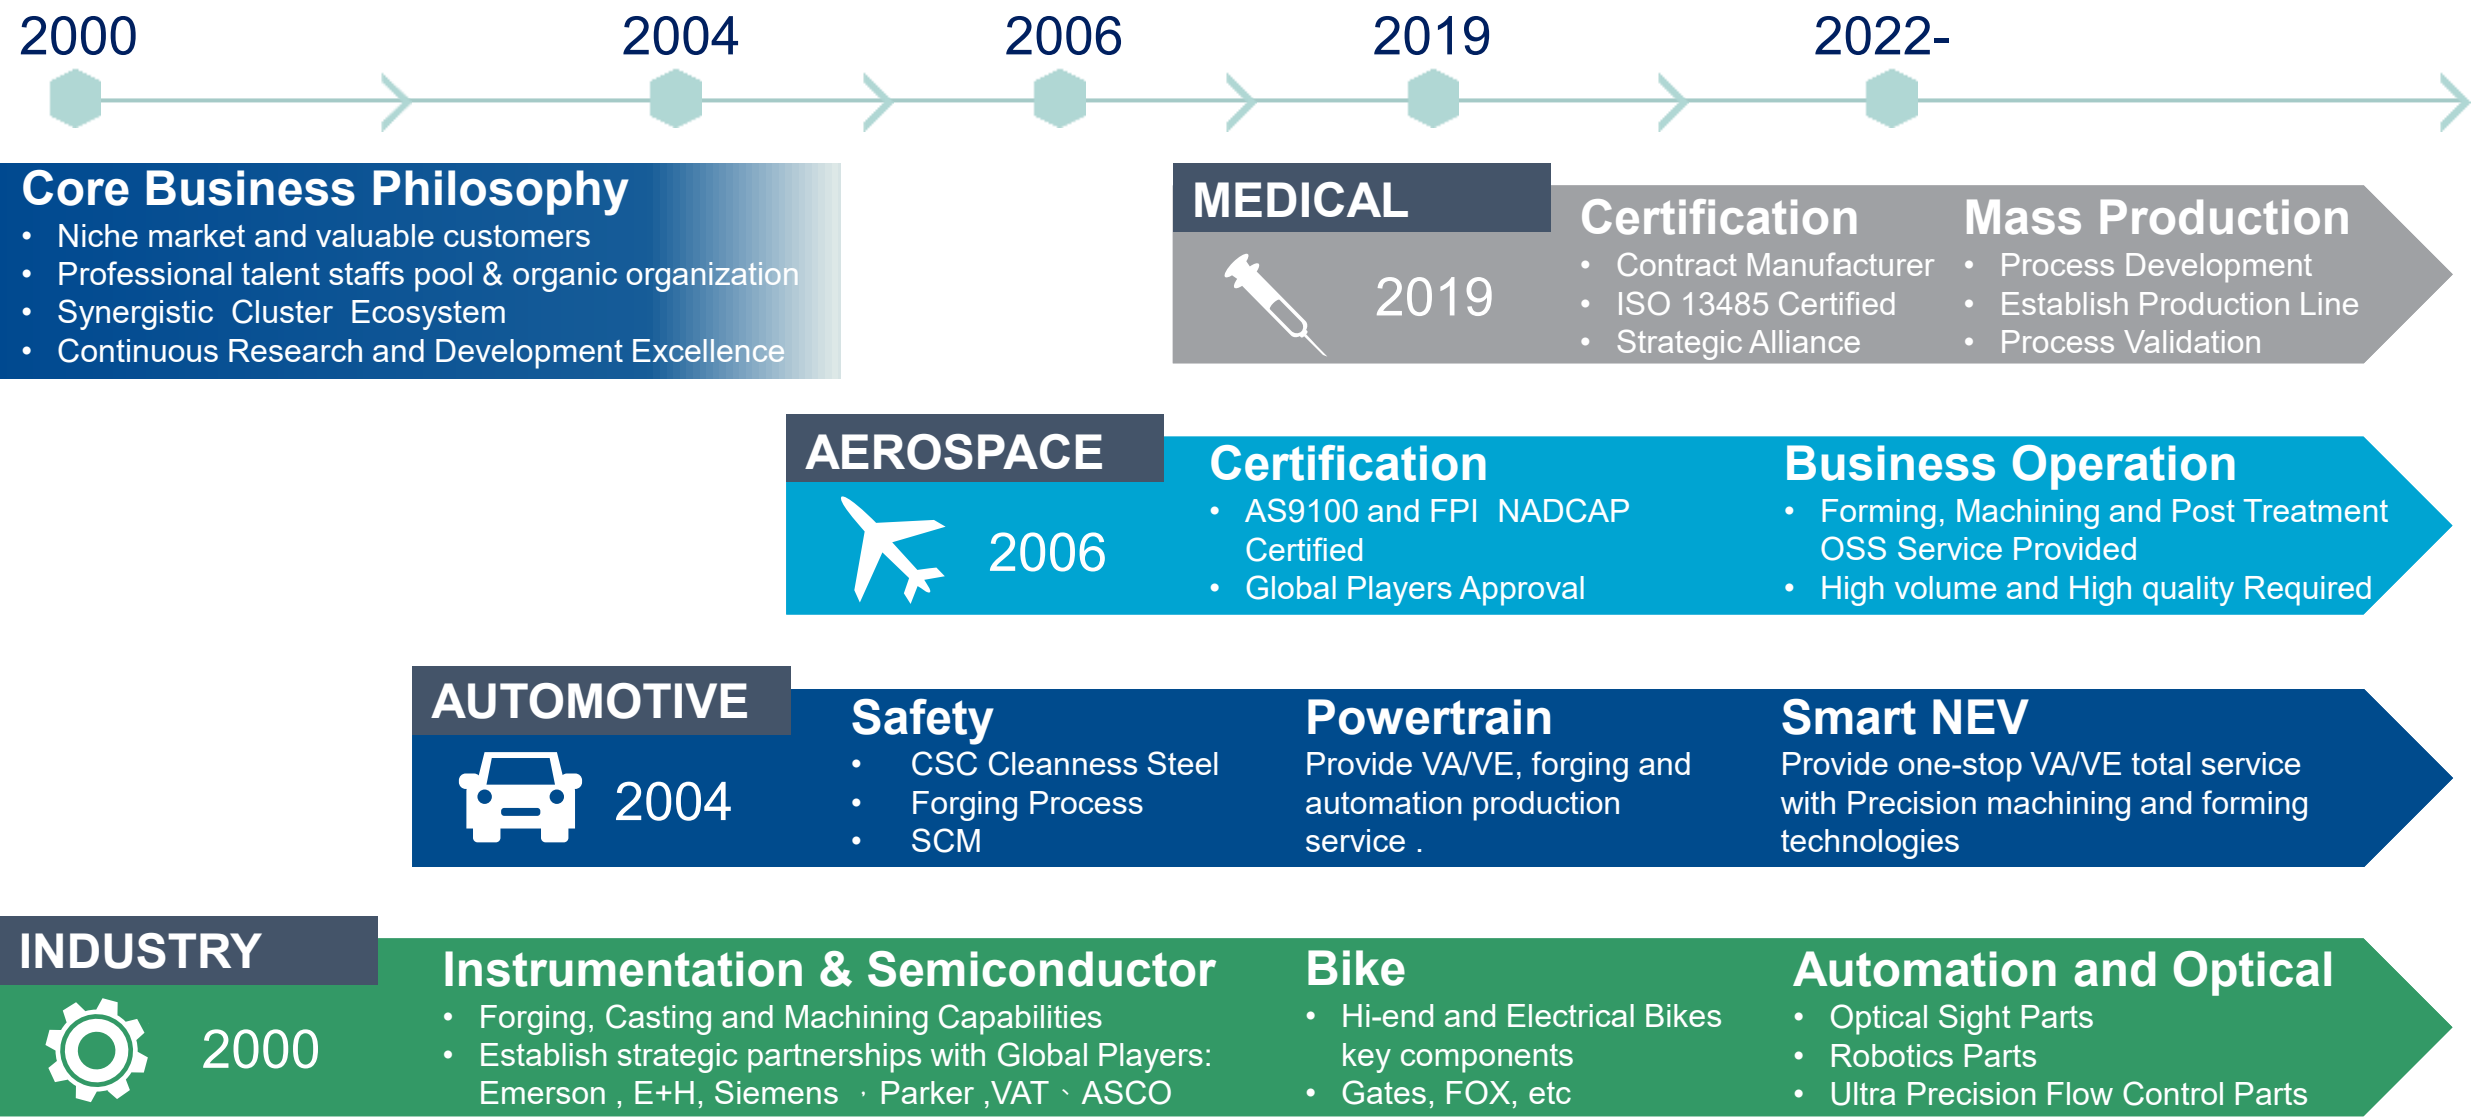 2000
2004
2006
2019
2022-
Core Business Philosophy
• Niche market and valuable customers
• Professional talent staffs pool & organic organization
• Synergistic Cluster Ecosystem
• Continuous Research and Development Excellence
MEDICAL
2019
Certification
• Contract Manufacturer
• ISO 13485 Certified
• Strategic Alliance
Mass Production
• Process Development
• Establish Production Line
• Process Validation
AEROSPACE
2006
Certification
• AS9100 and FPI NADCAP
Certified
• Global Players Approval
Business Operation
• Forming, Machining and Post Treatment
OSS Service Provided
• High volume and High quality Required
AUTOMOTIVE
2004
Safety
• CSC Cleanness Steel
• Forging Process
• SCM
Powertrain
Provide VA/VE, forging and
automation production
service .
Smart NEV
Provide one-stop VA/VE total service
with Precision machining and forming
technologies
INDUSTRY
2000
Instrumentation & Semiconductor
• Forging, Casting and Machining Capabilities
• Establish strategic partnerships with Global Players:
Emerson , E+H, Siemens ，Parker ,VAT、ASCO
Bike
• Hi-end and Electrical Bikes
key components
• Gates, FOX, etc
Automation and Optical
• Optical Sight Parts
• Robotics Parts
• Ultra Precision Flow Control Parts